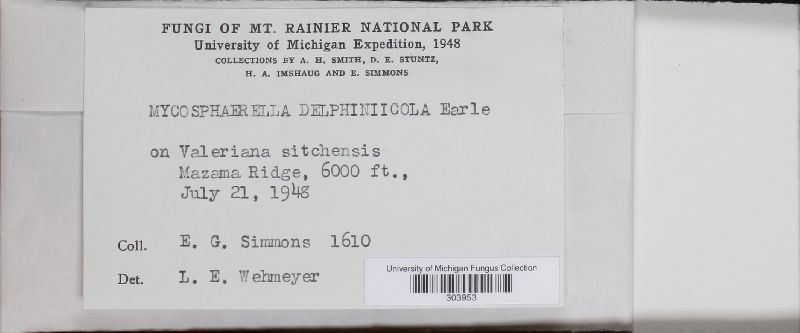 FUNGI OF MT. RAINIER NATIONAL PARK
University of Michigan Expedition, 1948
COLLECTIONS BY A. H. SMITH, D. E. STUNTZ,
H. A. IMSHAUG AND E. SIMMONS
MYCOSPHAERELLA DELPHINIICOLA Earle
on Valeriana sitchensis
Mazama Ridge, 6000 ft.,
July 21, 1948
Coll. E. G. Simmons 1610
Det. L. E. Wehmeyer
University of Michigan Fungus Collection
303953